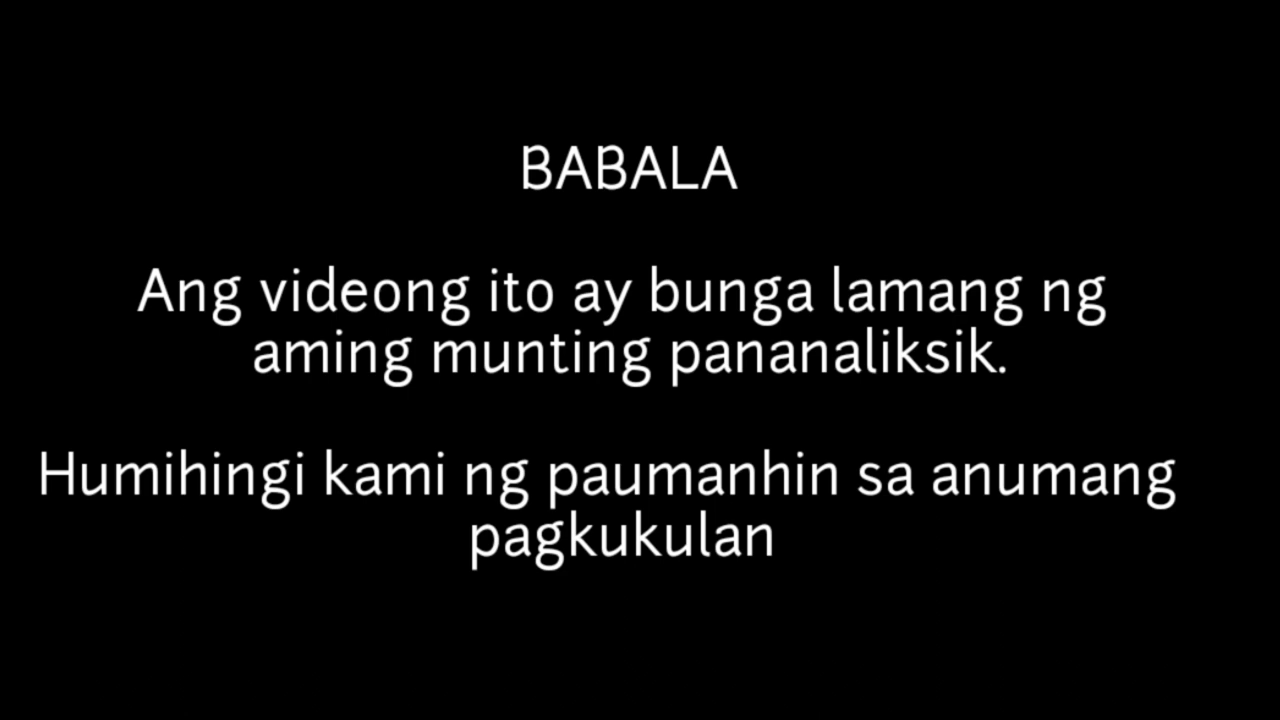 BABALA
Ang videong ito ay bunga lamang ng
aming munting pananaliksik.
Humihingi kami ng paumanhin sa anumang
pagkukulan